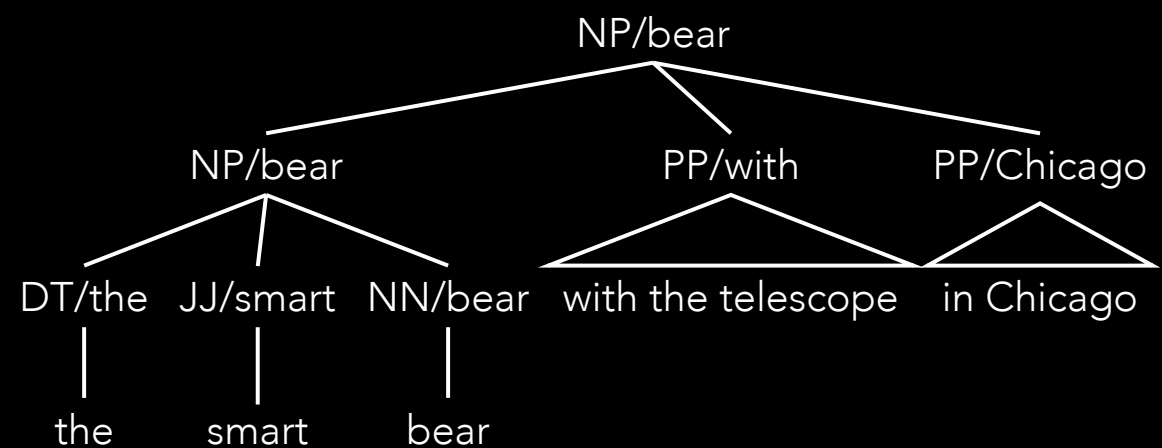 NP/bear
NP/bear PP/with PP/Chicago
DT/the JJ/smart NN/bear with the telescope in Chicago
the smart bear